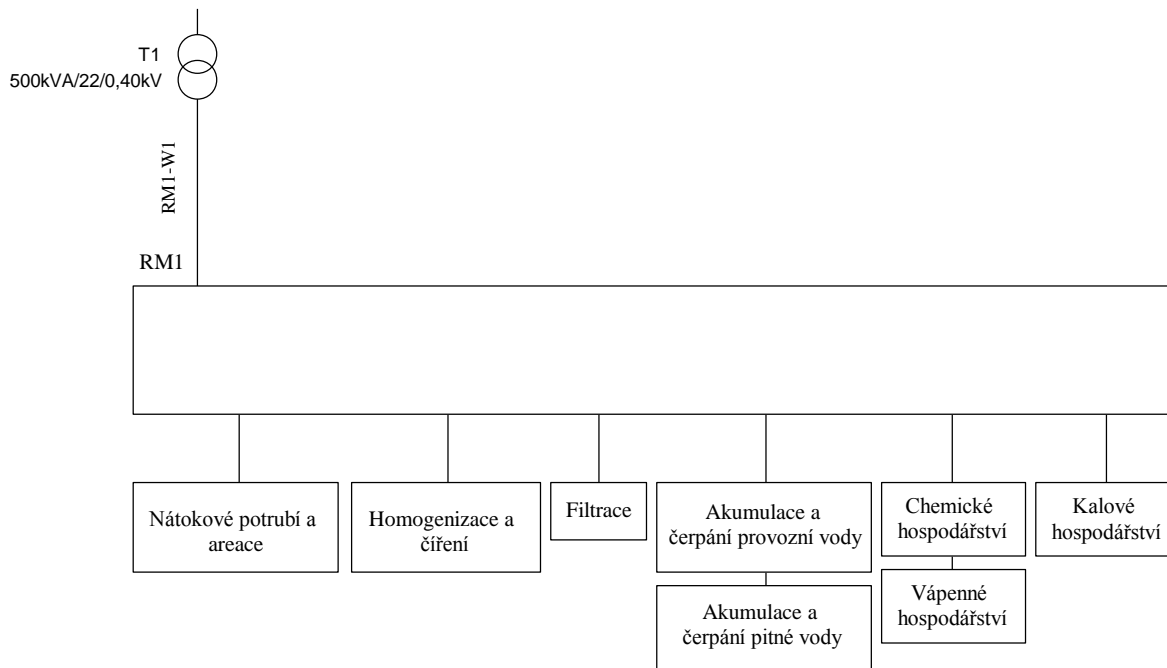 T1
500kVA/22/0,40kV
RM1-W1
RM1
Nátokové potrubí a
areace
Homogenizace a
číření
Filtrace
Akumulace a
čerpání provozní vody
Akumulace a
čerpání pitné vody
Chemické
hospodářství
Vápenné
hospodářství
Kalové
hospodářství